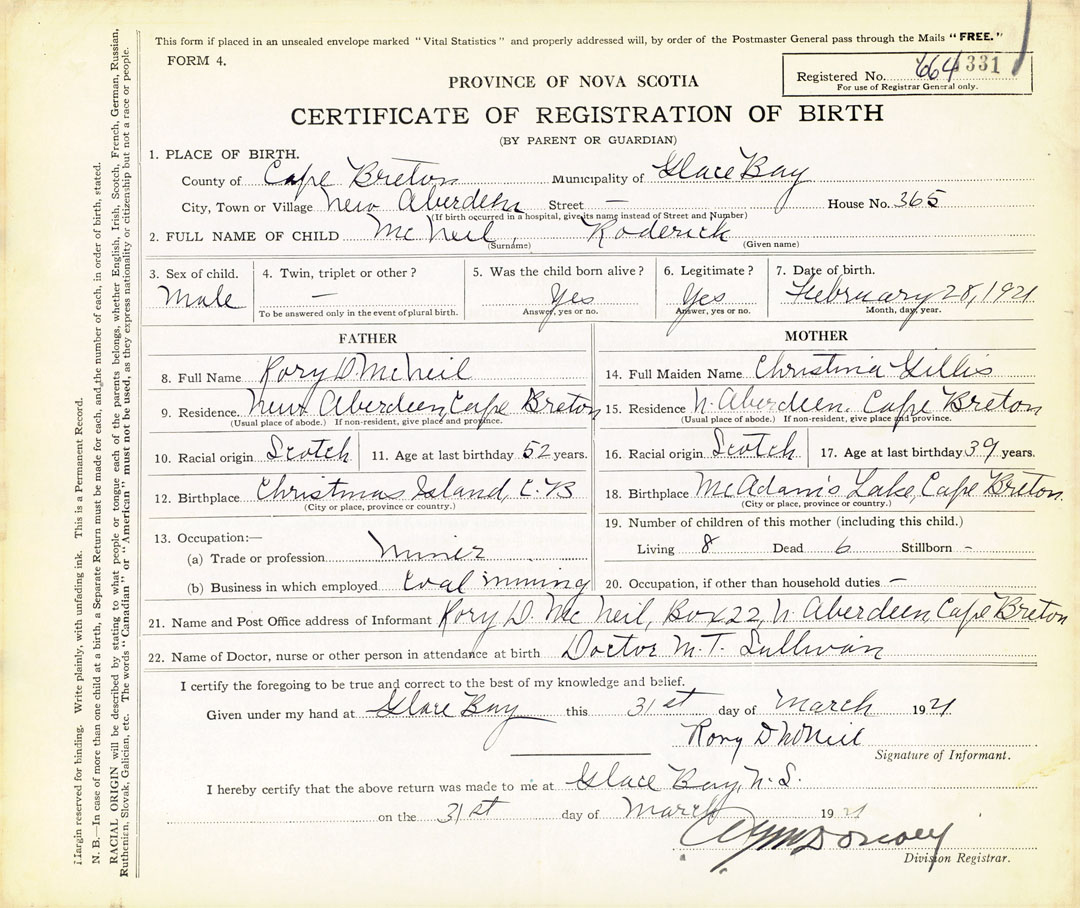 This form if placed in an unsealed envelope marked "Vital Statistics" and properly addressed will, by order of the Postmaster General pass through the Mails "FREE."
FORM 4.
Registered No. 664 331
For use of Registrar General only.
PROVINCE OF NOVA SCOTIA
CERTIFICATE OF REGISTRATION OF BIRTH
(BY PARENT OR GUARDIAN)
1. PLACE OF BIRTH.
County of Cape Breton Municipality of Glace Bay
City, Town or Village New Aberdeen Street — House No. 365
(If birth occurred in a hospital, give its name instead of Street and Number)
2. FULL NAME OF CHILD McNeil, Roderick
(Surname) (Given name)
3. Sex of child. 4. Twin, triplet or other? 5. Was the child born alive? 6. Legitimate? 7. Date of birth.
Male — Yes Yes February 28, 1921
To be answered only in the event of plural birth. Answer, yes or no. Answer, yes or no. Month, day, year.
FATHER
8. Full Name Rory D McNeil
9. Residence. New Aberdeen, Cape Breton
(Usual place of abode.) If non-resident, give place and province.
10. Racial origin Scotch 11. Age at last birthday 52 years.
12. Birthplace Christmas Island, C.B
(City or place, province or country.)
13. Occupation:—
(a) Trade or profession Miner
(b) Business in which employed Coal mining
MOTHER
14. Full Maiden Name Christina Gillis
15. Residence N. Aberdeen. Cape Breton
(Usual place of abode.) If non-resident, give place and province.
16. Racial origin Scotch 17. Age at last birthday 39 years.
18. Birthplace McAdam's Lake, Cape Breton
(City or place, province or country.)
19. Number of children of this mother (including this child.)
Living 8 Dead 6 Stillborn -
20. Occupation, if other than household duties —
21. Name and Post Office address of Informant Rory D. McNeil, Box 22, N. Aberdeen, Cape Breton
22. Name of Doctor, nurse or other person in attendance at birth Doctor M. T. Sullivan
I certify the foregoing to be true and correct to the best of my knowledge and belief.
Given under my hand at Glace Bay this 31st day of March 1921
Rory D McNeil
Signature of Informant.
I hereby certify that the above return was made to me at Glace Bay, N. S.
on the 31st day of March 1921
Division Registrar.
Margin reserved for binding. Write plainly, with unfading ink. This is a Permanent Record.
N. B.—In case of more than one child at a birth, a Separate Return must be made for each, and the number of each, in order of birth, stated.
RACIAL ORIGIN will be described by stating to what people or tongue each of the parents belongs, whether English, Irish, Scotch, French, German, Russian,
Ruthenian, Slovak, Galician, etc. The words "Canadian" or "American" must not be used, as they express nationality or citizenship but not a race or people.